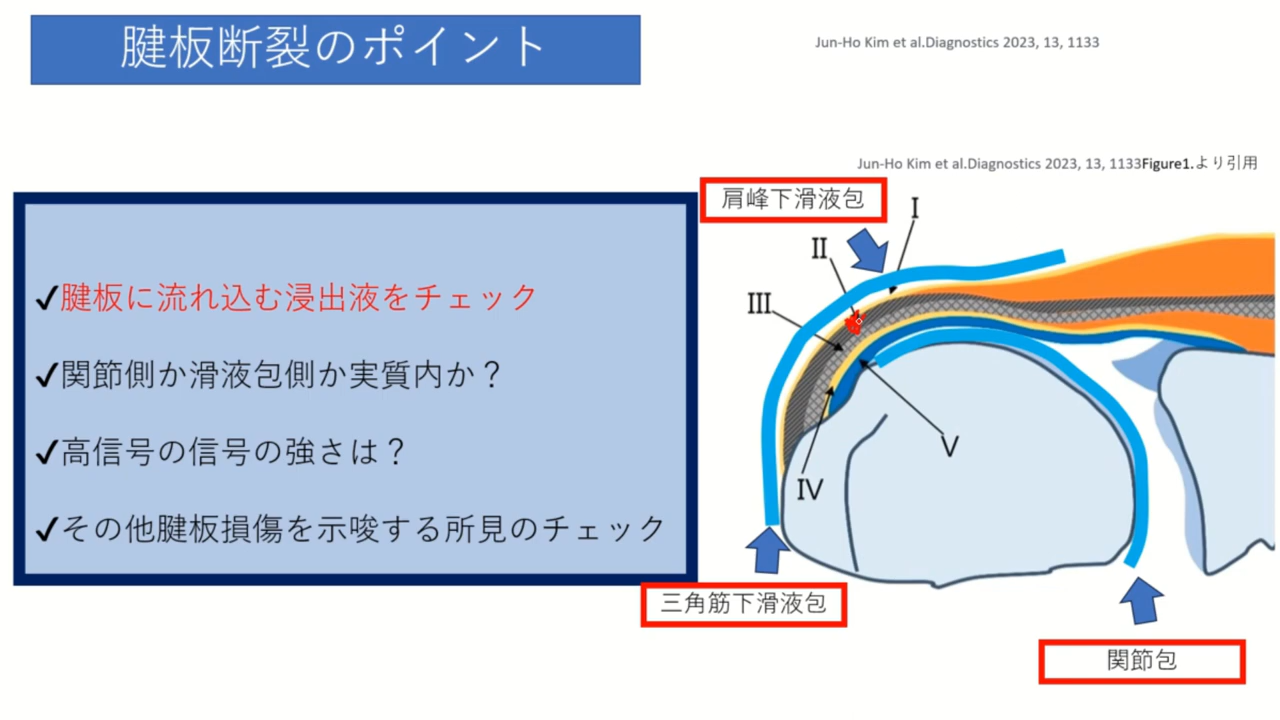 腱板断裂のポイント
Jun-Ho Kim et al.Diagnostics 2023, 13, 1133
Jun-Ho Kim et al.Diagnostics 2023, 13, 1133Figure1.より引用
✓腱板に流れ込む浸出液をチェック
✓関節側か滑液包側か実質内か？
✓高信号の信号の強さは？
✓その他腱板損傷を示唆する所見のチェック
肩峰下滑液包
I
II
III
V
IV
三角筋下滑液包
関節包